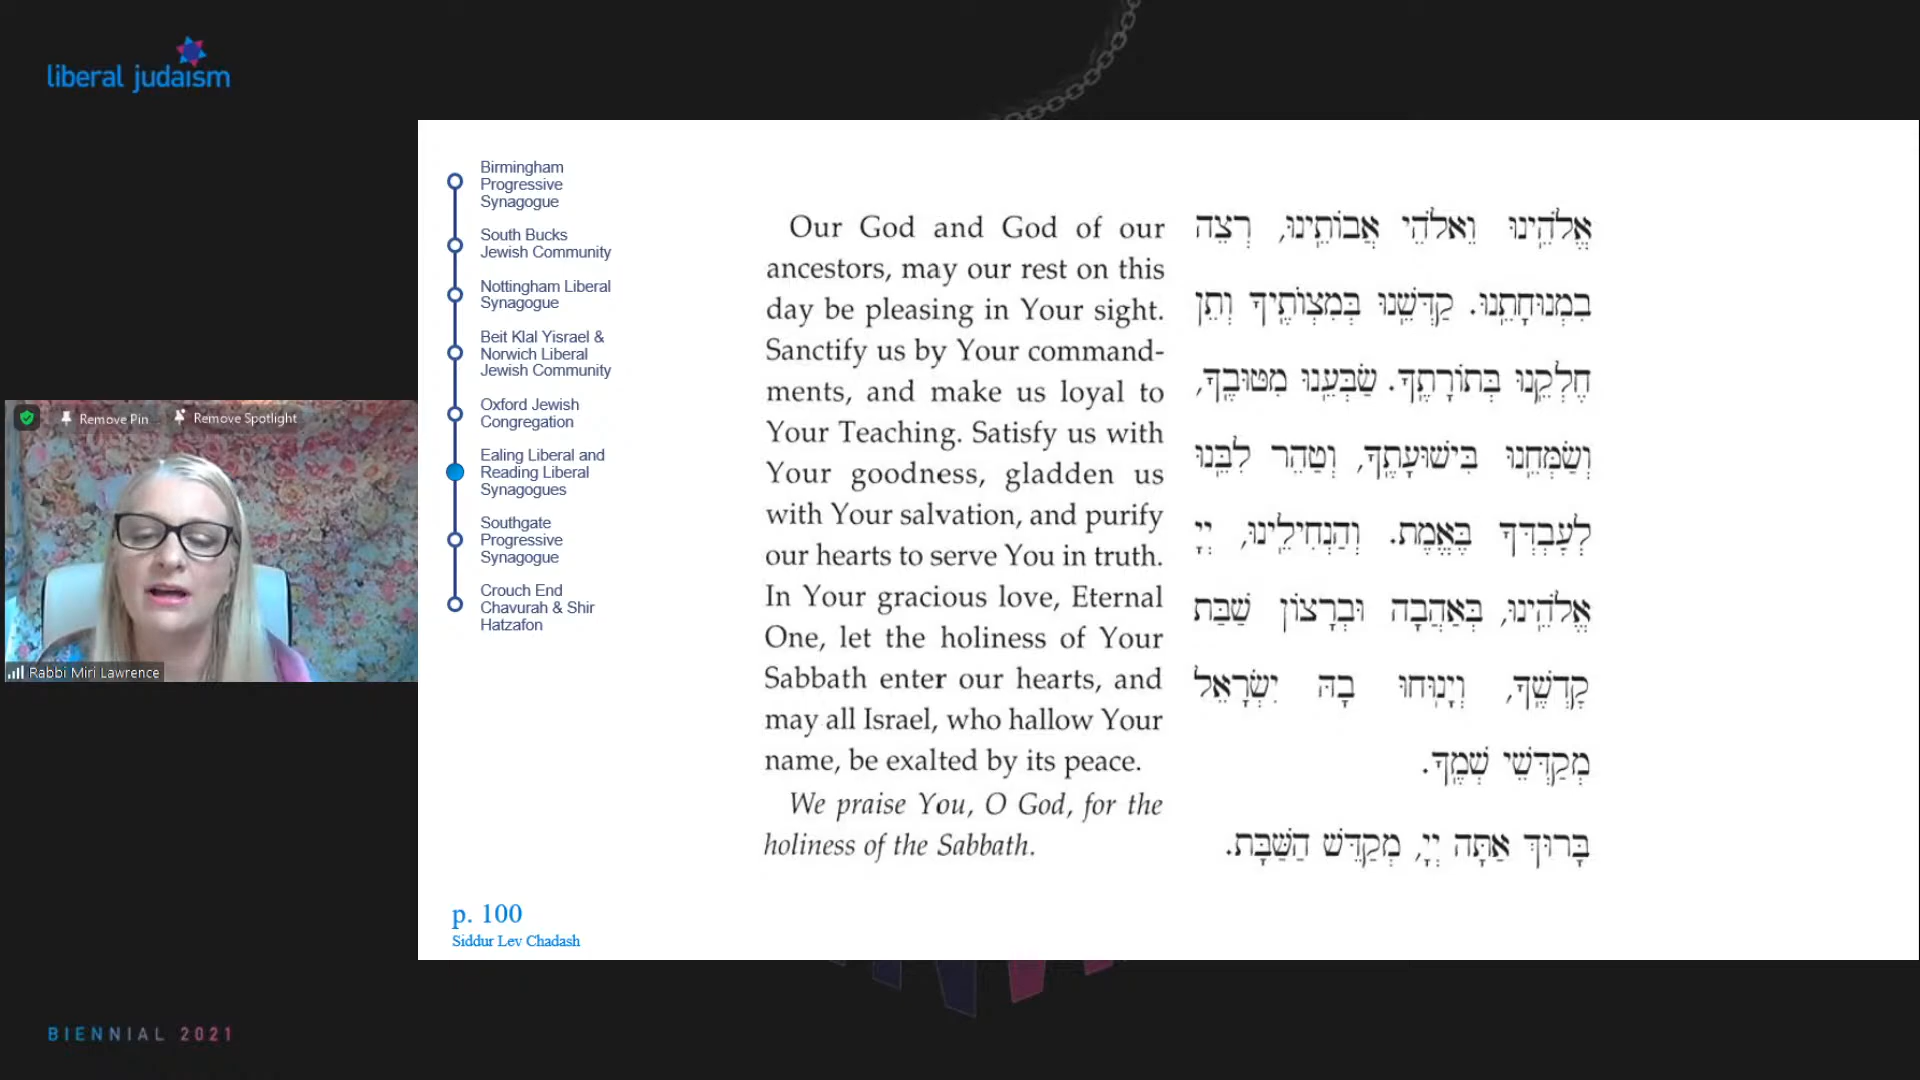 liberal judaism
Birmingham
Progressive
Synagogue
South Bucks
Jewish Community
Nottingham Liberal
Synagogue
Beit Klal Yisrael &
Norwich Liberal
Jewish Community
Oxford Jewish
Congregation
Ealing Liberal and
Reading Liberal
Synagogues
Southgate
Progressive
Synagogue
Crouch End
Chavurah & Shir
Hatzafon
Remove Pin
Remove Spotlight
Rabbi Miri Lawrence
Our God and God of our
ancestors, may our rest on this
day be pleasing in Your sight.
Sanctify us by Your command-
ments, and make us loyal to
Your Teaching. Satisfy us with
Your goodness, gladden us
with Your salvation, and purify
our hearts to serve You in truth.
In Your gracious love, Eternal
One, let the holiness of Your
Sabbath enter our hearts, and
may all Israel, who hallow Your
name, be exalted by its peace.
We praise You, O God, for the
holiness of the Sabbath.
אֱלֹהֵֽינוּ וֵאלֹהֵי אֲבוֹתֵֽינוּ, רְצֵה
בִמְנוּחָתֵֽנוּ. קַדְּשֵֽׁנוּ בְּמִצְוֹתֶֽיךָ וְתֵן
חֶלְקֵֽנוּ בְּתוֹרָתֶֽךָ. שַׂבְּעֵֽנוּ מִטּוּבֶֽךָ,
וְשַׂמְּחֵֽנוּ בִּישׁוּעָתֶֽךָ, וְטַהֵר לִבֵּֽנוּ
לְעָבְדְּךָ בֶּאֱמֶת. וְהַנְחִילֵֽינוּ, יְיָ
אֱלֹהֵֽינוּ, בְּאַהֲבָה וּבְרָצוֹן שַׁבַּת
קָדְשֶֽׁךָ, וְיָנֽוּחוּ בָהּ יִשְׂרָאֵל
מְקַדְּשֵׁי שְׁמֶֽךָ.
בָּרוּךְ אַתָּה יְיָ, מְקַדֵּשׁ הַשַּׁבָּת.
p. 100
Siddur Lev Chadash
BIENNIAL 2021